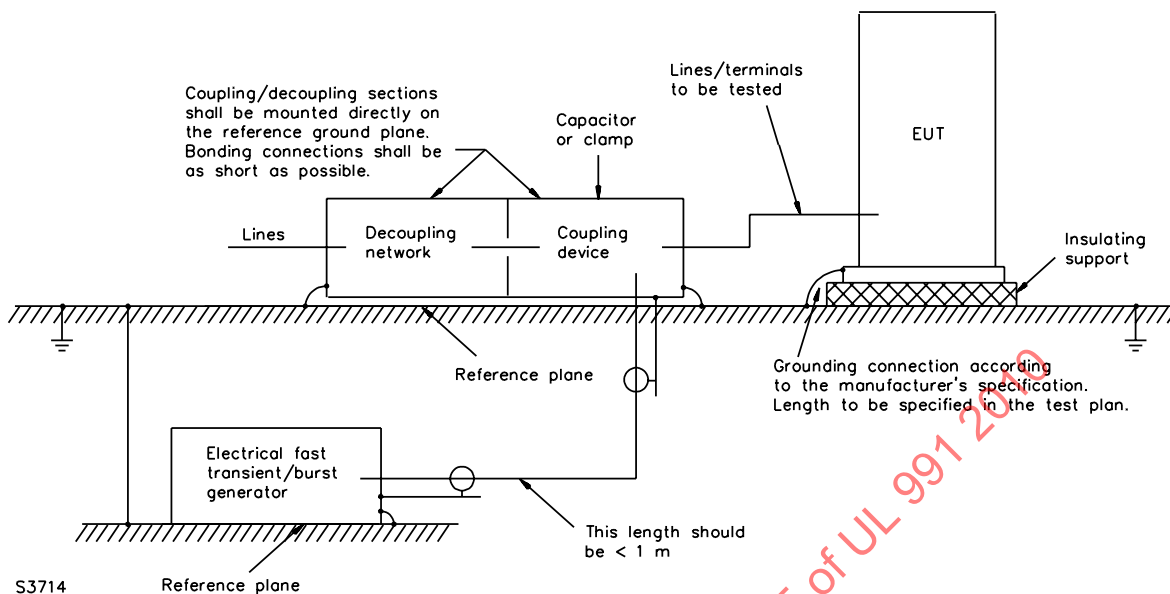 Coupling/decoupling sections
shall be mounted directly on
the reference ground plane.
Bonding connections shall be
as short as possible.
Capacitor
or clamp
Lines/terminals
to be tested
EUT
Lines
Decoupling
network
Coupling
device
Insulating
support
Reference plane
Grounding connection according
to the manufacturer's specification.
Length to be specified in the test plan.
Electrical fast
transient/burst
generator
This length should
be < 1 m
Reference plane
S3714
of UL 991 2010